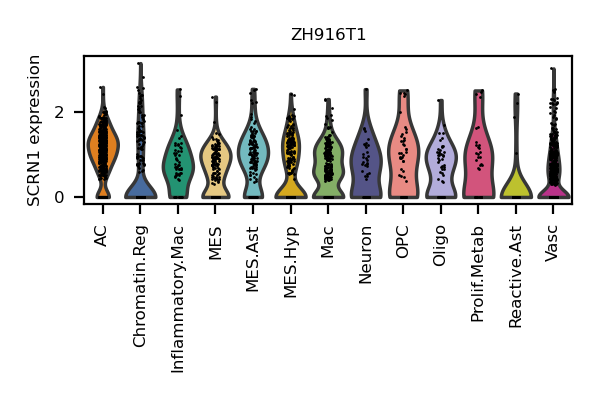 ZH916T1
SCRN1 expression
2
0
AC
Chromatin.Reg
Inflammatory.Mac
MES
MES.Ast
MES.Hyp
Mac
Neuron
OPC
Oligo
Prolif.Metab
Reactive.Ast
Vasc